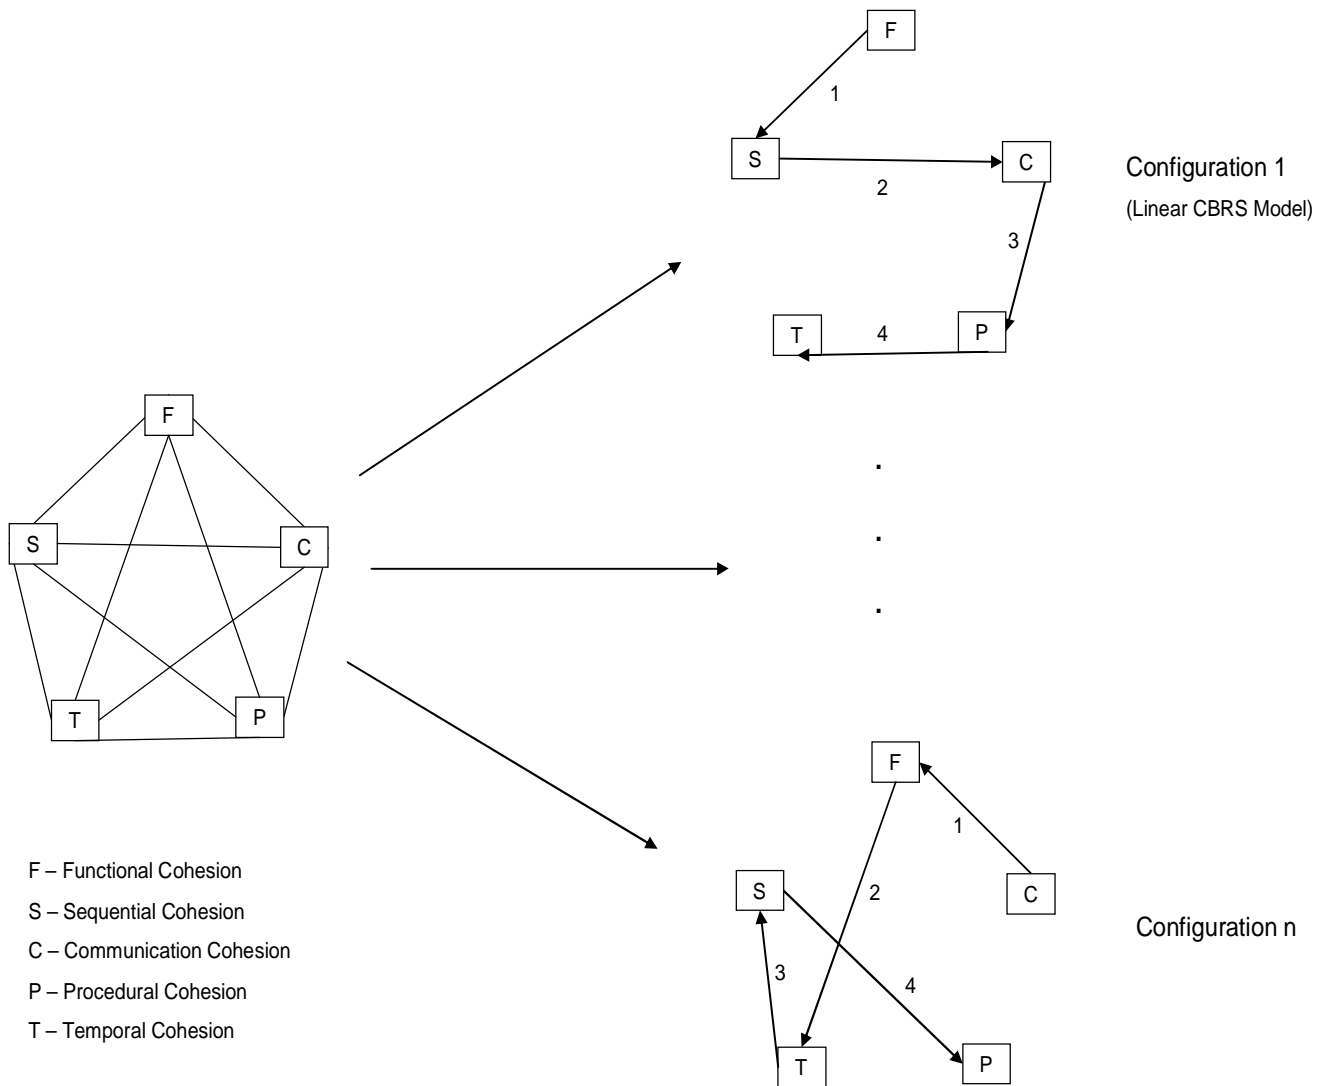 F
1
S
C
2
3
T
4
P
Configuration 1
(Linear CBRS Model)
.
.
.
F
S
C
T
P
F
1
2
S
C
3
4
T
P
Configuration n
F – Functional Cohesion
S – Sequential Cohesion
C – Communication Cohesion
P – Procedural Cohesion
T – Temporal Cohesion